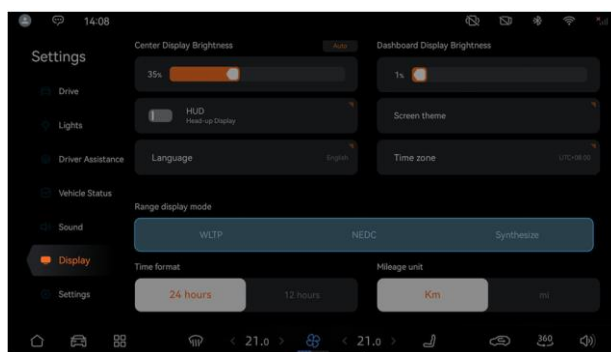 14:08
Settings
Drive
Lights
Driver Assistance
Vehicle Status
Sound
Display
Settings
Center Display Brightness
Auto
35%
Dashboard Display Brightness
1%
HUD
Head-up Display
Screen theme
Language
English
Time zone
UTC+08:00
Range display mode
WLTP
NEDC
Synthesize
Time format
24 hours
12 hours
Mileage unit
Km
mi
21.0
21.0
360